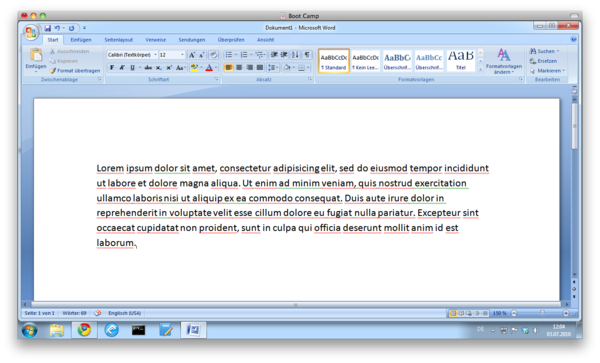 Boot Camp
Dokument1 - Microsoft Word
Start Einfügen Seitenlayout Verweise Sendungen Überprüfen Ansicht
Einfügen
Ausschneiden
Kopieren
Format übertragen
Zwischenablage
Calibri (Textkörper) 12
F K U abc
Schriftart
Absatz
AaBbCcDc AaBbCcDc AaBbC AaBbCc AaB
¶ Standard ¶ Kein Lee... Überschrif... Überschrif... Titel
Formatvorlagen ändern
Formatvorlagen
Suchen
Ersetzen
Markieren
Bearbeiten
Lorem ipsum dolor sit amet, consectetur adipisicing elit, sed do eiusmod tempor incididunt
ut labore et dolore magna aliqua. Ut enim ad minim veniam, quis nostrud exercitation
ullamco laboris nisi ut aliquip ex ea commodo consequat. Duis aute irure dolor in
reprehenderit in voluptate velit esse cillum dolore eu fugiat nulla pariatur. Excepteur sint
occaecat cupidatat non proident, sunt in culpa qui officia deserunt mollit anim id est
laborum.
Seite: 1 von 1 Wörter: 69 Englisch (USA) 150 %
DE 12:04
01.07.2010